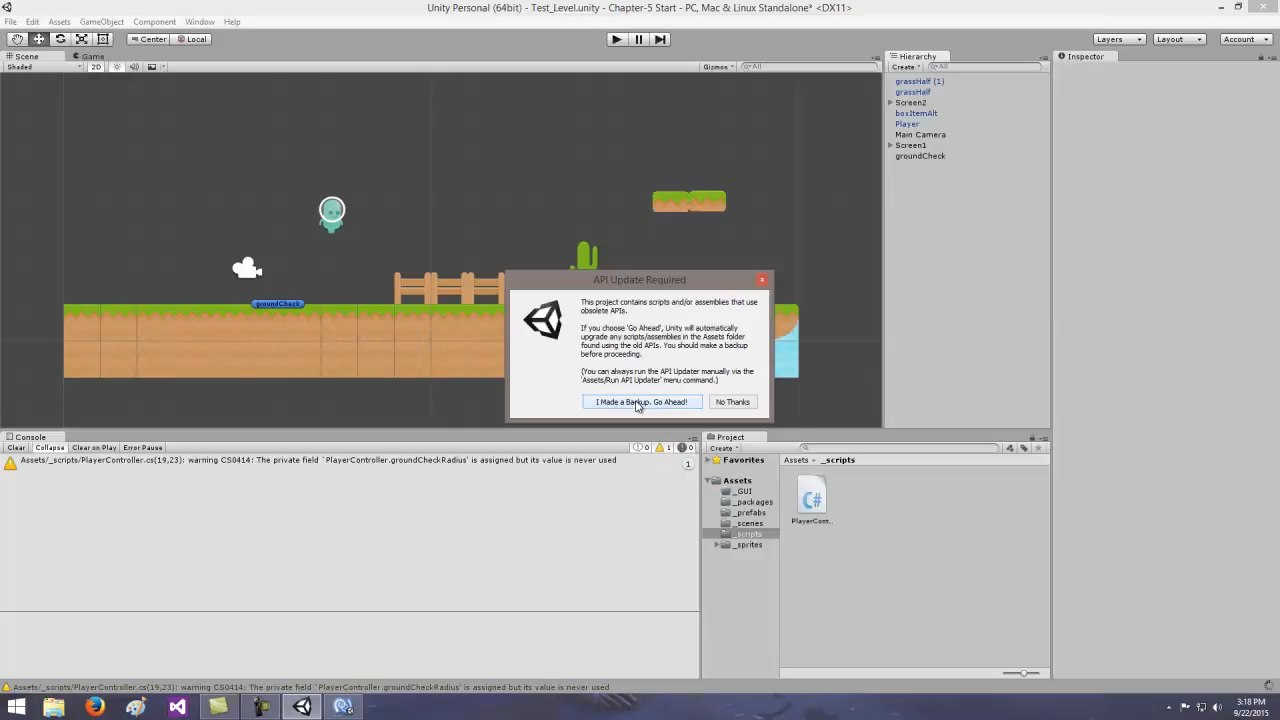 Unity Personal (64bit) - Test_Level.unity - Chapter-5 Start - PC, Mac & Linux Standalone* <DX11>
File Edit Assets GameObject Component Window Help
Center Local Layers Layout Account
Scene Game Hierarchy Inspector
Shaded 2D Gizmos All Create All
grassHalf (1)
grassHalf
Screen2
boxItemAlt
Player
Main Camera
Screen1
groundCheck
groundCheck
API Update Required
This project contains scripts and/or assemblies that use
obsolete APIs.
If you choose 'Go Ahead', Unity will automatically
upgrade any scripts/assemblies in the Assets folder
found using the old APIs. You should make a backup
before proceeding.
(You can always run the API Updater manually via the
'Assets/Run API Updater' menu command.)
I Made a Backup. Go Ahead! No Thanks
Console Project
Clear Collapse Clear on Play Error Pause 0 1 0 Create
Assets/_scripts/PlayerController.cs(19,23): warning CS0414: The private field `PlayerController.groundCheckRadius' is assigned but its value is never used 1
Favorites Assets _scripts
Assets
_GUI
_packages
_prefabs
_scenes
_scripts
_sprites
C#
PlayerCont..
Assets/_scripts/PlayerController.cs(19,23): warning CS0414: The private field `PlayerController.groundCheckRadius' is assigned but its value is never used
3:18 PM
9/22/2015